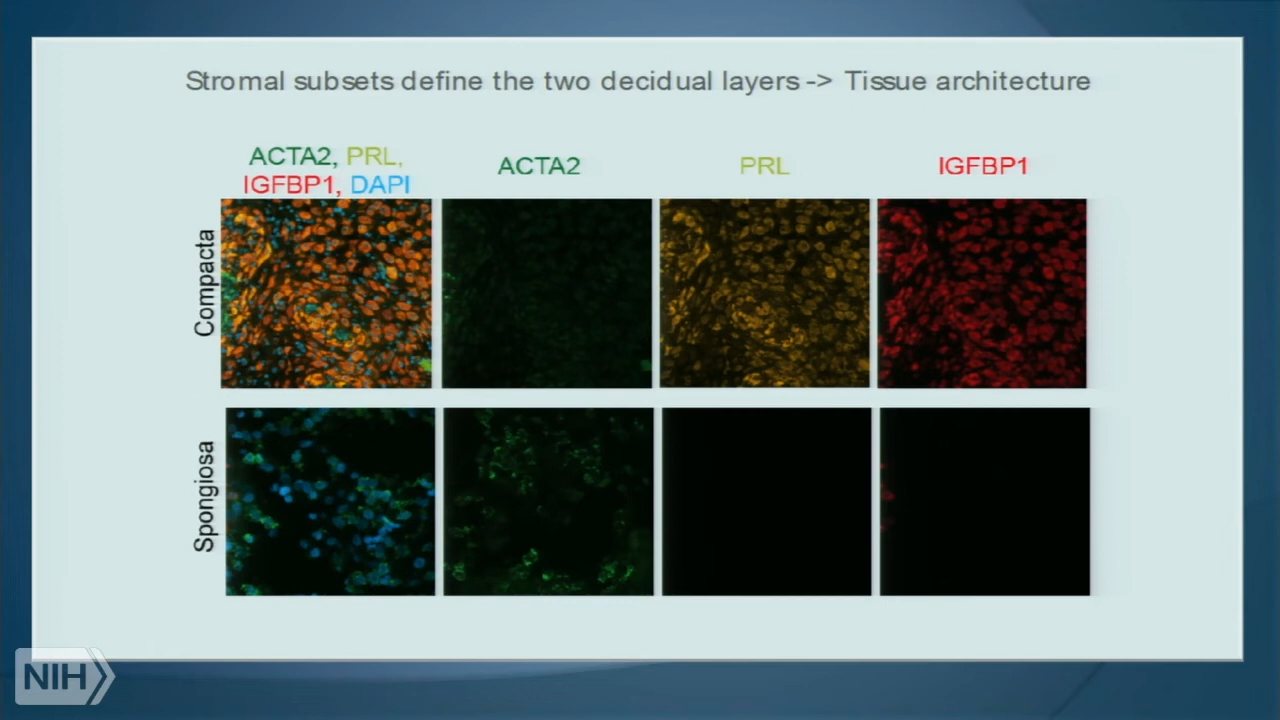 Stromal subsets define the two decidual layers -> Tissue architecture
ACTA2, PRL,
IGFBP1, DAPI
ACTA2
PRL
IGFBP1
Compacta
Spongiosa
NIH